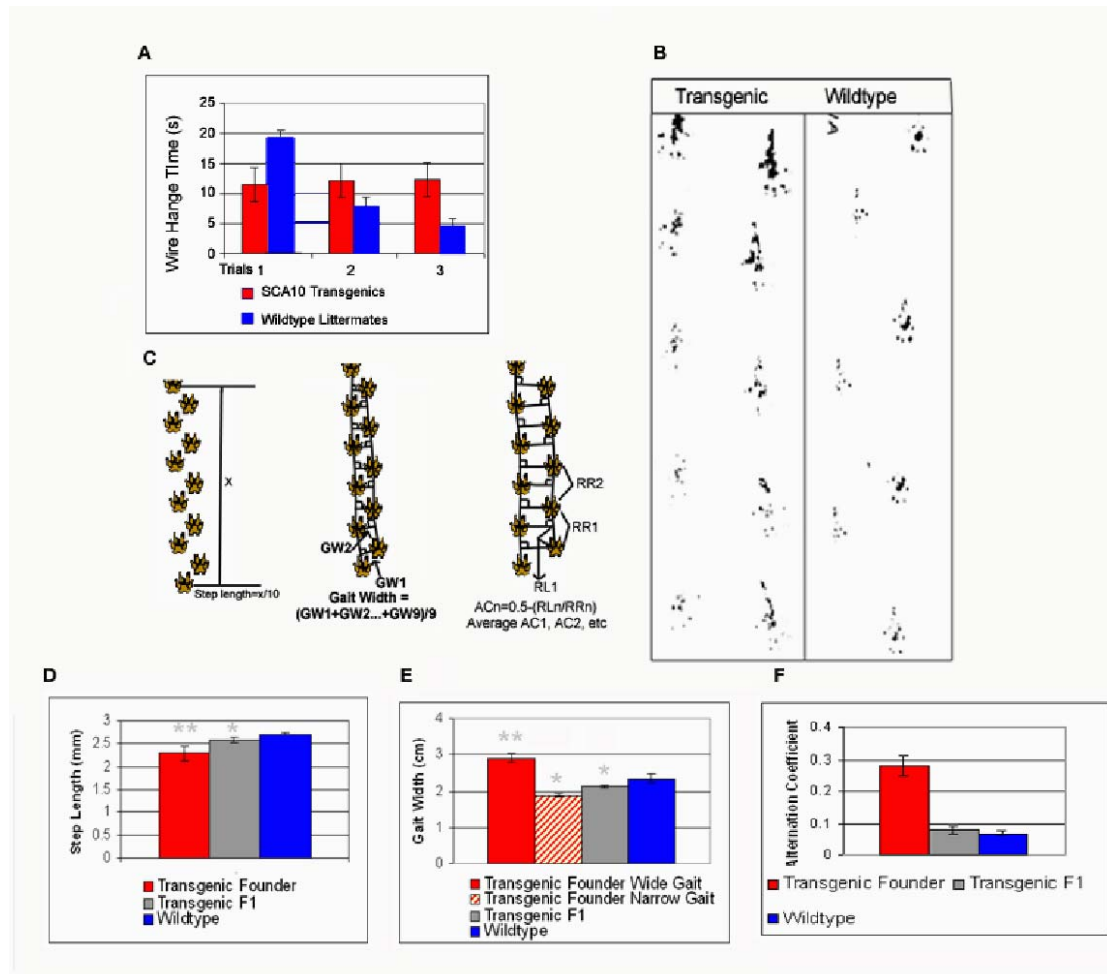 A
B
25
20
15
10
5
0
Wire Hange TIme (s)
Trials 1 2 3
SCA10 Transgenics
Wildtype Littermates
Transgenic Wildtype
C
X
Step length=x/10
GW2
GW1
Gait Width =
(GW1+GW2...+GW9)/9
RR2
RR1
RL1
ACn=0.5-(RLn/RRn)
Average AC1, AC2, etc
D
3
2.5
2
1.5
1
0.5
0
Step Length (mm)
** *
Transgenic Founder
Transgenic F1
Wildtype
E
4
3
2
1
0
Gait Width (cm)
** * *
Transgenic Founder Wide Gait
Transgenic Founder Narrow Gait
Transgenic F1
Wildtype
F
0.4
0.3
0.2
0.1
0
Alternation Coefficient
Transgenic Founder Transgenic F1
Wildtype